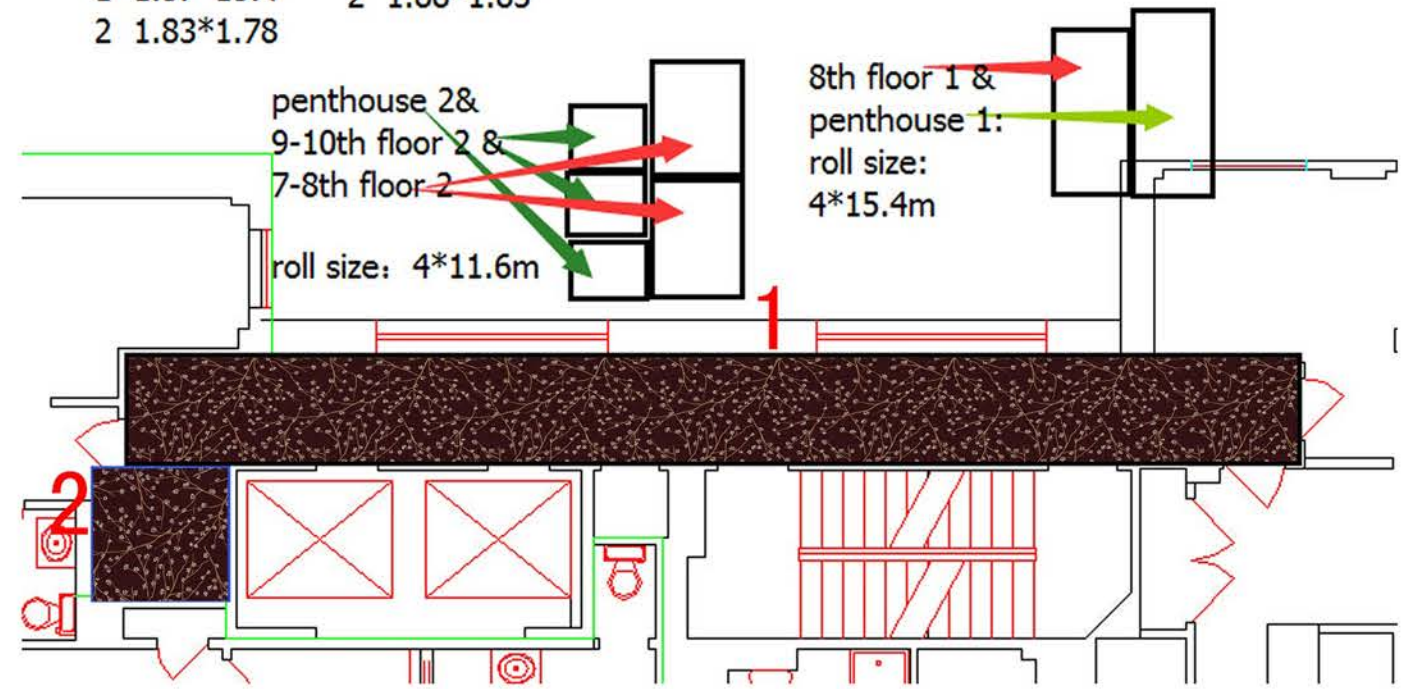 2 1.83*1.78
penthouse 2&
9-10th floor 2 &
7-8th floor 2
roll size: 4*11.6m
8th floor 1 &
penthouse 1:
roll size:
4*15.4m
1
2